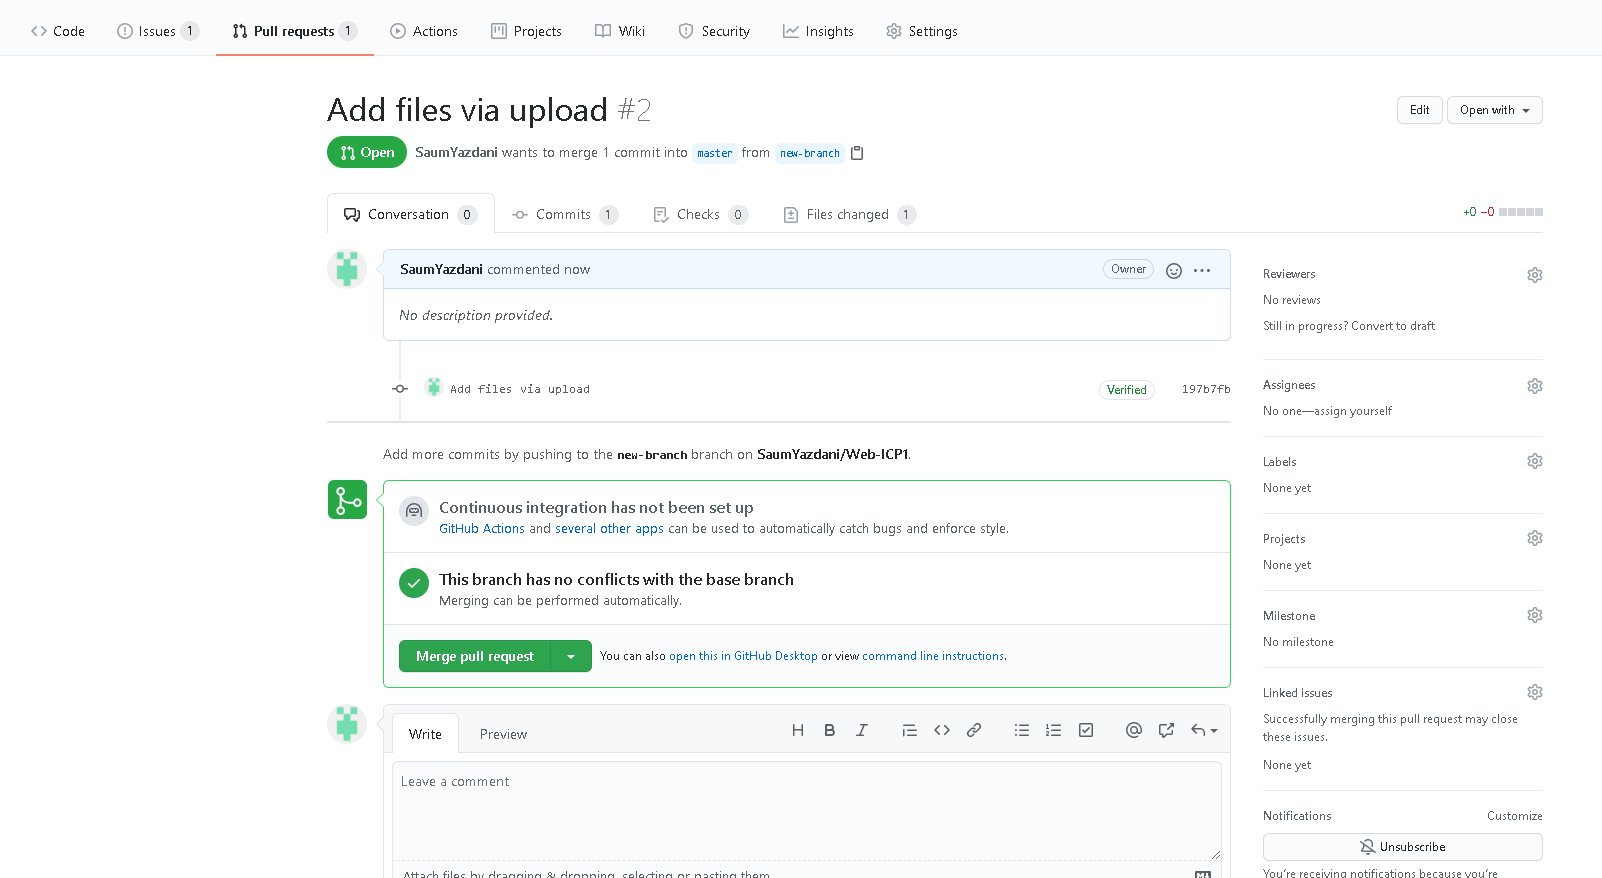 Code Issues 1 Pull requests 1 Actions Projects Wiki Security Insights Settings
Add files via upload #2
Edit Open with
Open SaumYazdani wants to merge 1 commit into master from new-branch
Conversation 0 Commits 1 Checks 0 Files changed 1
+0 −0
SaumYazdani commented now
Owner
No description provided.
Add files via upload
Verified 197b7fb
Add more commits by pushing to the new-branch branch on SaumYazdani/Web-ICP1.
Continuous integration has not been set up
GitHub Actions and several other apps can be used to automatically catch bugs and enforce style.
This branch has no conflicts with the base branch
Merging can be performed automatically.
Merge pull request You can also open this in GitHub Desktop or view command line instructions.
Write Preview
Leave a comment
Attach files by dragging & dropping, selecting or pasting them.
Reviewers
No reviews
Still in progress? Convert to draft
Assignees
No one—assign yourself
Labels
None yet
Projects
None yet
Milestone
No milestone
Linked issues
Successfully merging this pull request may close
these issues.
None yet
Notifications Customize
Unsubscribe
You're receiving notifications because you're